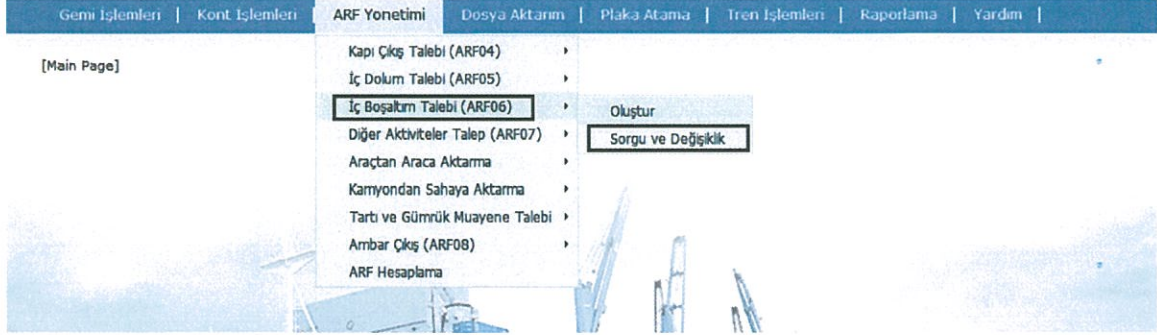 Gemi İşlemleri | Kont İşlemleri | ARF Yonetimi Dosya Aktarım | Plaka Atama | Tren İşlemleri | Raporlama | Yardım |
[Main Page]
Kapı Çıkış Talebi (ARF04)
İç Dolum Talebi (ARF05)
İç Boşaltım Talebi (ARF06)
Oluştur
Diğer Aktiviteler Talep (ARF07)
Sorgu ve Değişiklik
Araçtan Araca Aktarma
Kamyondan Sahaya Aktarma
Tartı ve Gümrük Muayene Talebi
Ambar Çıkış (ARF08)
ARF Hesaplama